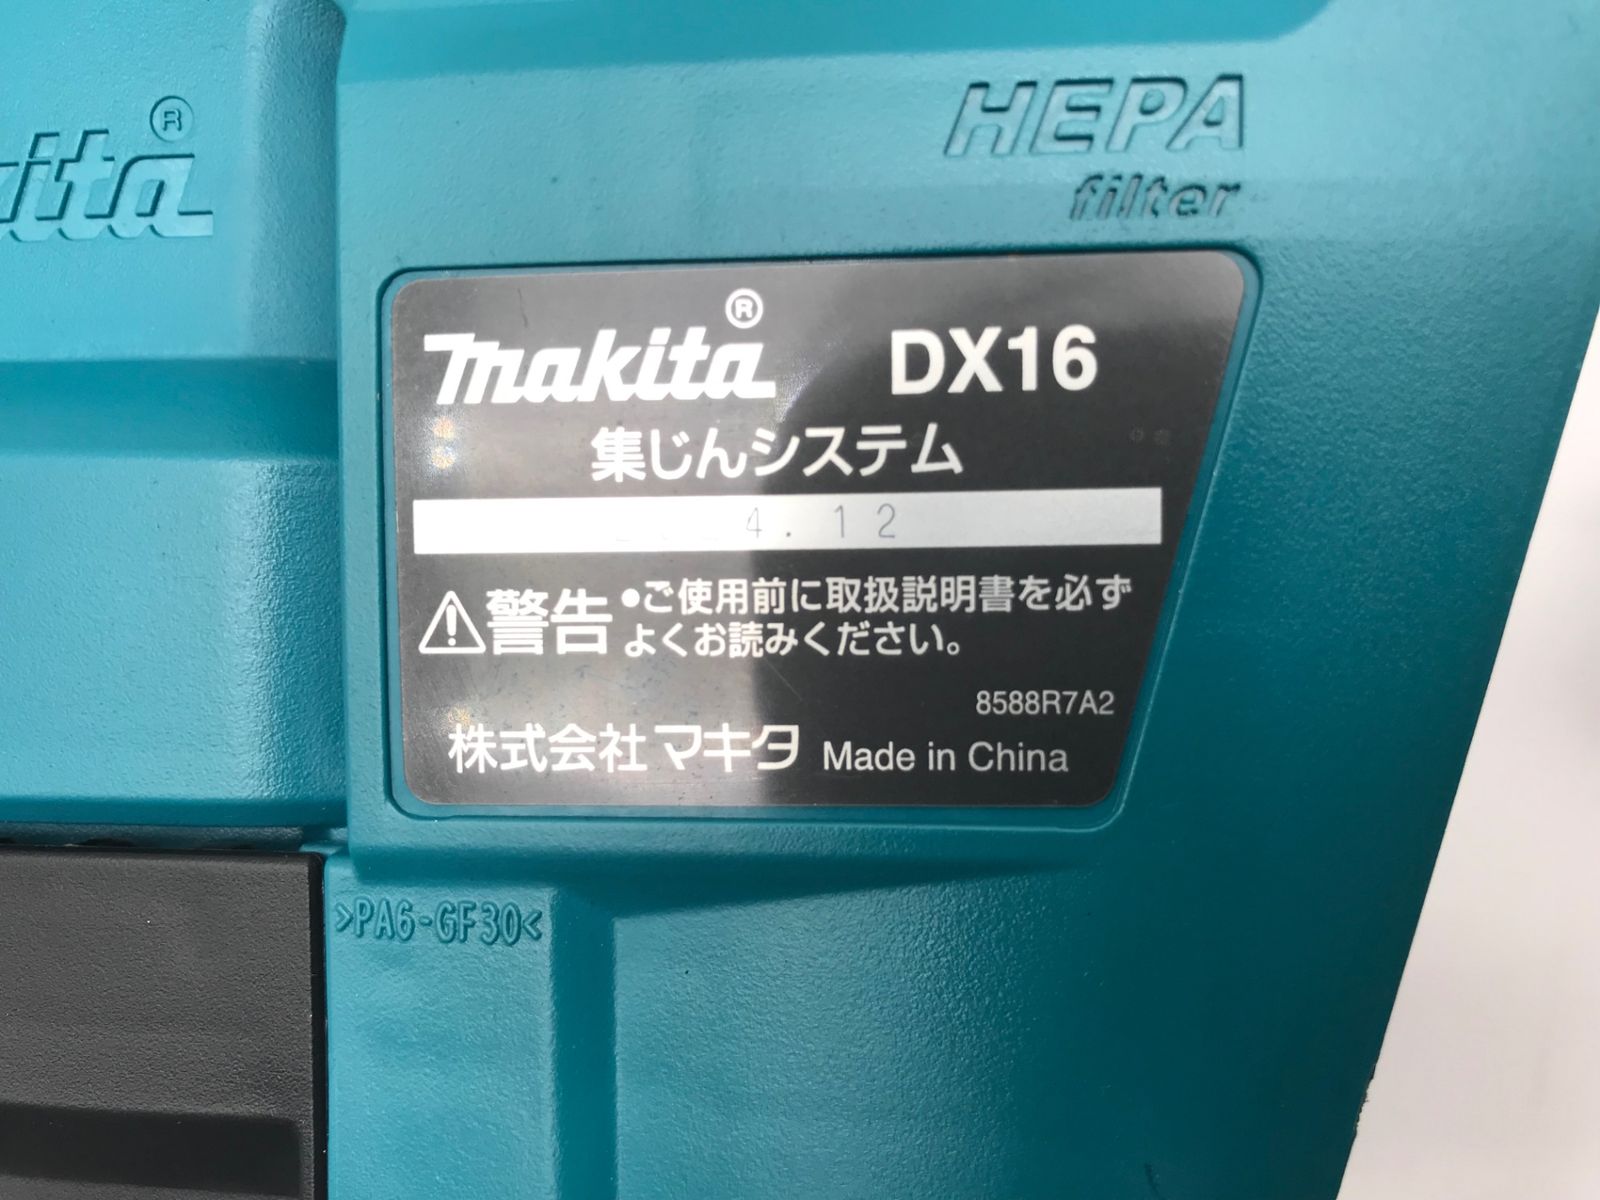 HEPA
filter
makita® DX16
集じんシステム
4.12
警告 ●ご使用前に取扱説明書を必ず
よくお読みください。
8588R7A2
株式会社マキタ Made in China
>PA6-GF30<